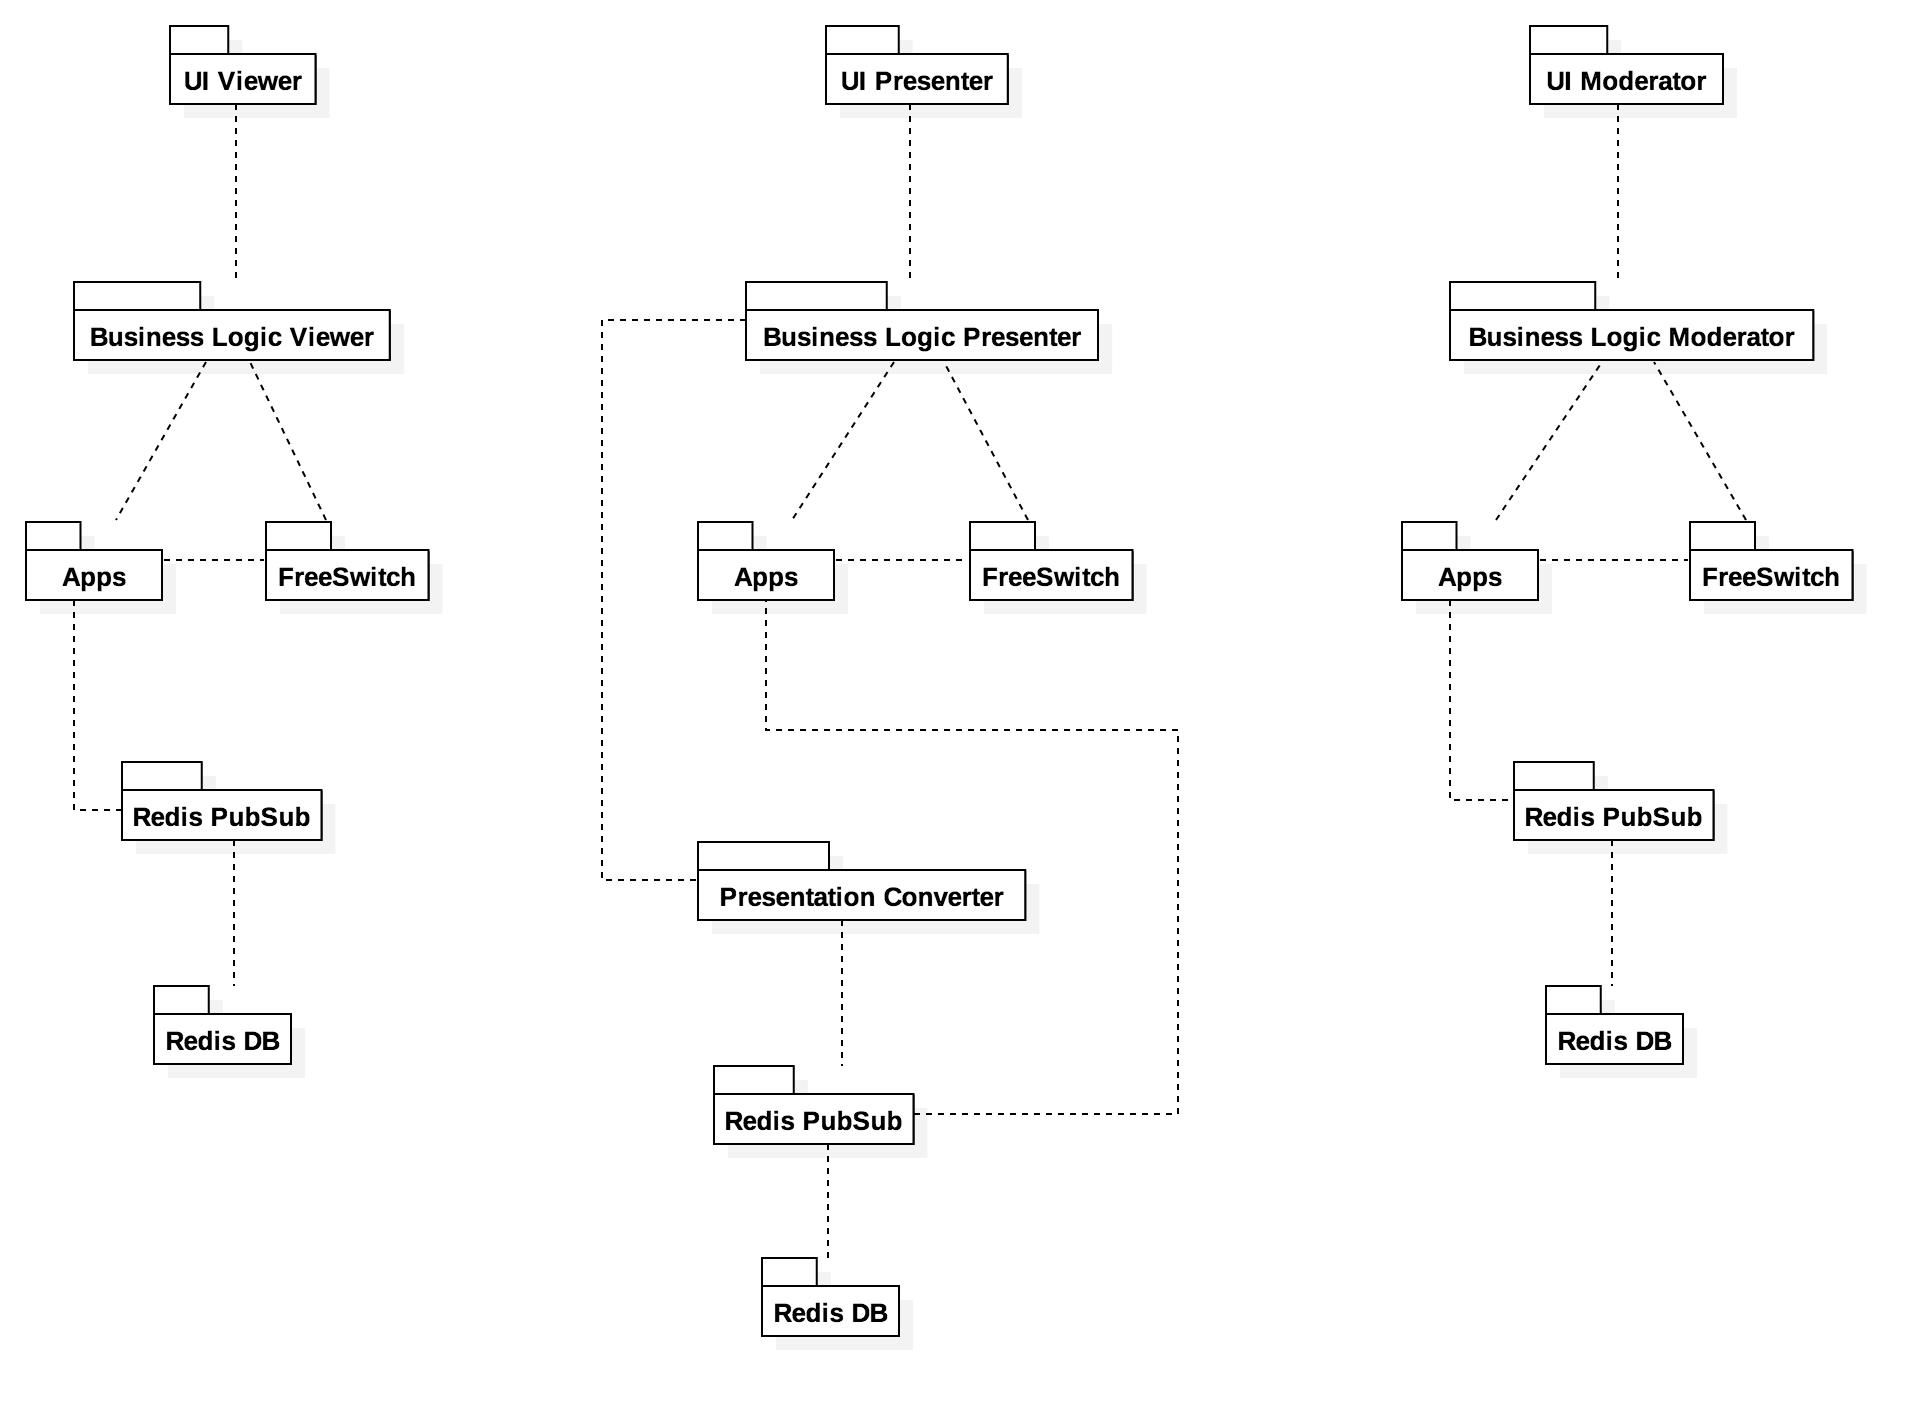 UI Viewer
UI Presenter
UI Moderator
Business Logic Viewer
Business Logic Presenter
Business Logic Moderator
Apps
FreeSwitch
Apps
FreeSwitch
Apps
FreeSwitch
Redis PubSub
Redis PubSub
Presentation Converter
Redis DB
Redis DB
Redis PubSub
Redis DB